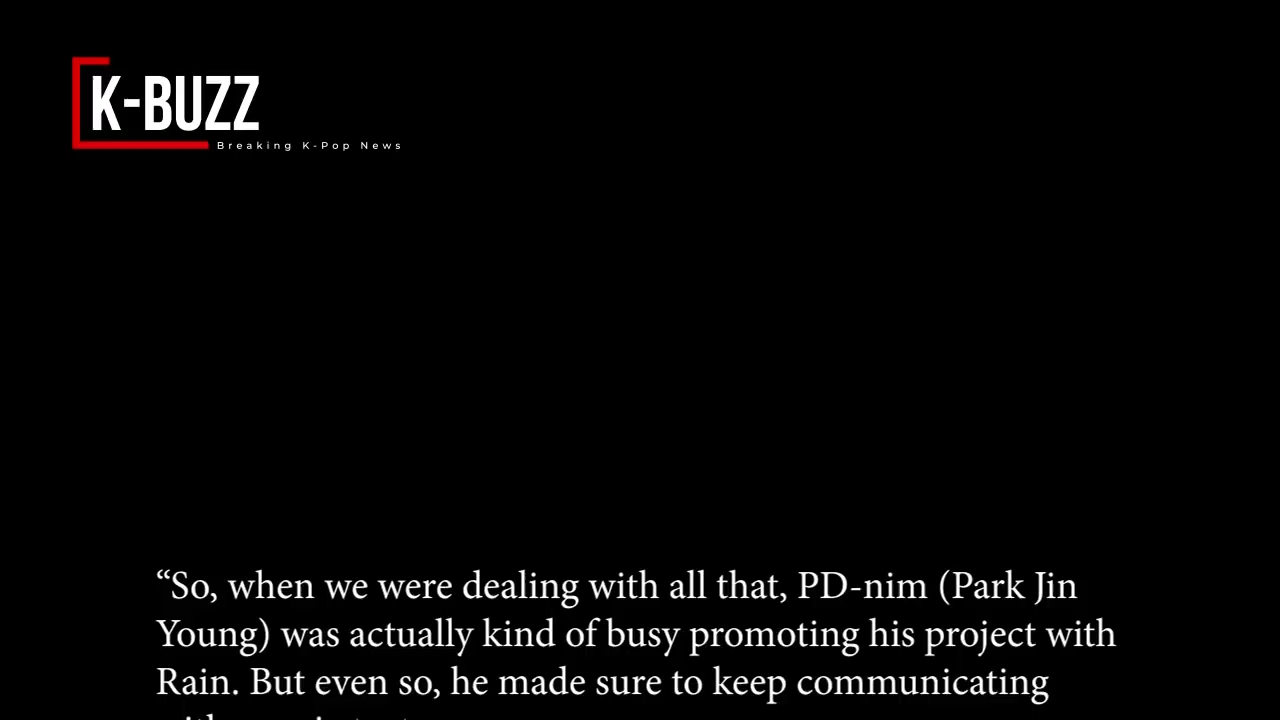 K-BUZZ
Breaking K-Pop News
“So, when we were dealing with all that, PD-nim (Park Jin
Young) was actually kind of busy promoting his project with
Rain. But even so, he made sure to keep communicating